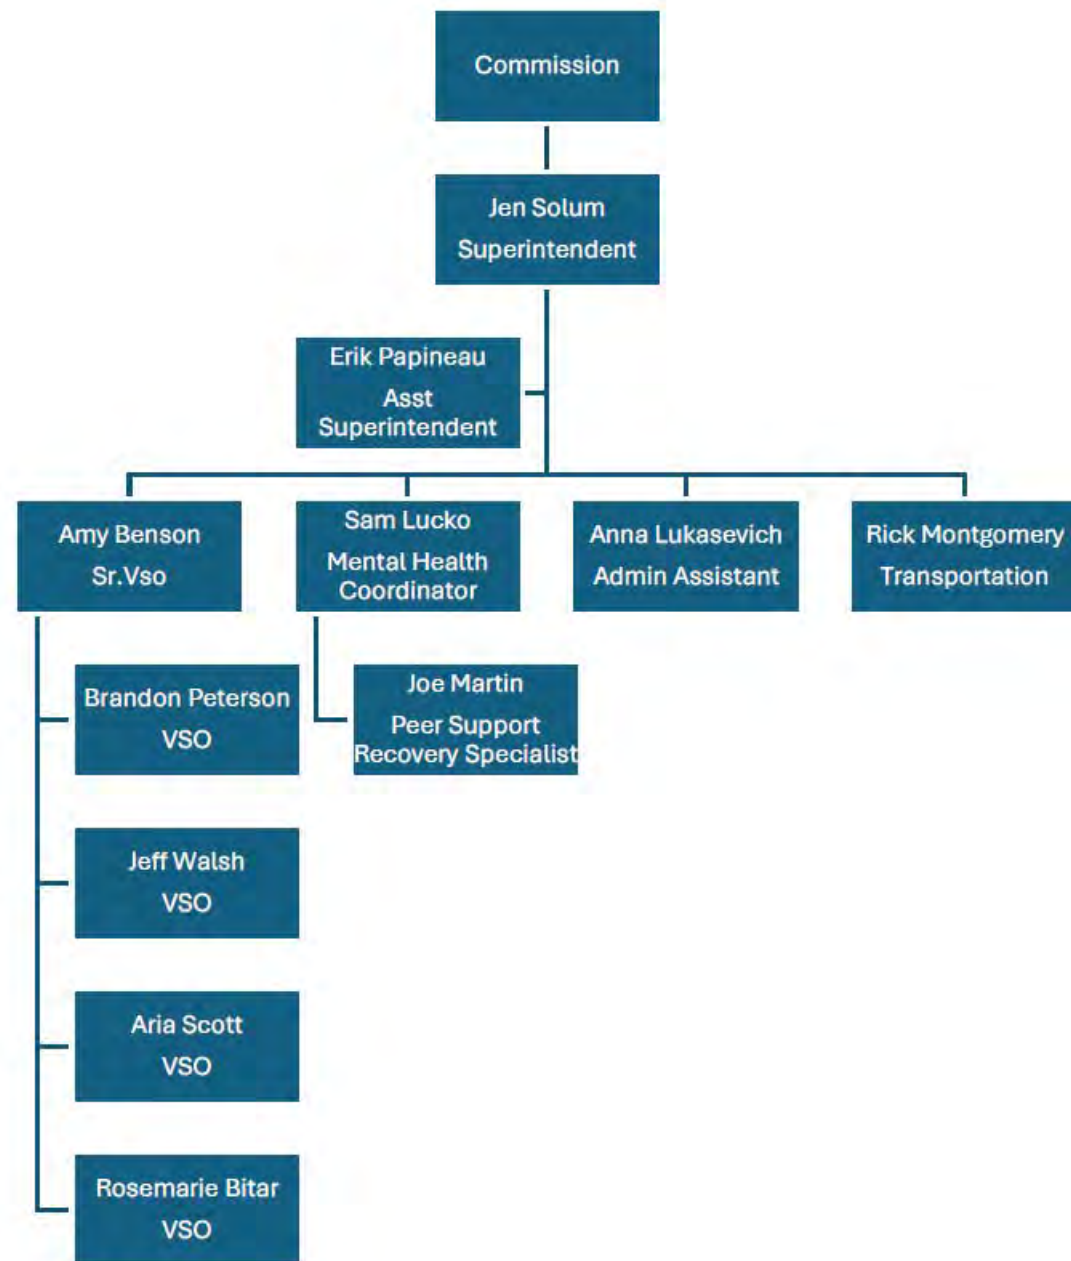 Commission
Jen Solum
Superintendent
Erik Papineau
Asst
Superintendent
Amy Benson
Sr.Vso
Sam Lucko
Mental Health
Coordinator
Anna Lukasevich
Admin Assistant
Rick Montgomery
Transportation
Brandon Peterson
VSO
Joe Martin
Peer Support
Recovery Specialist
Jeff Walsh
VSO
Aria Scott
VSO
Rosemarie Bitar
VSO